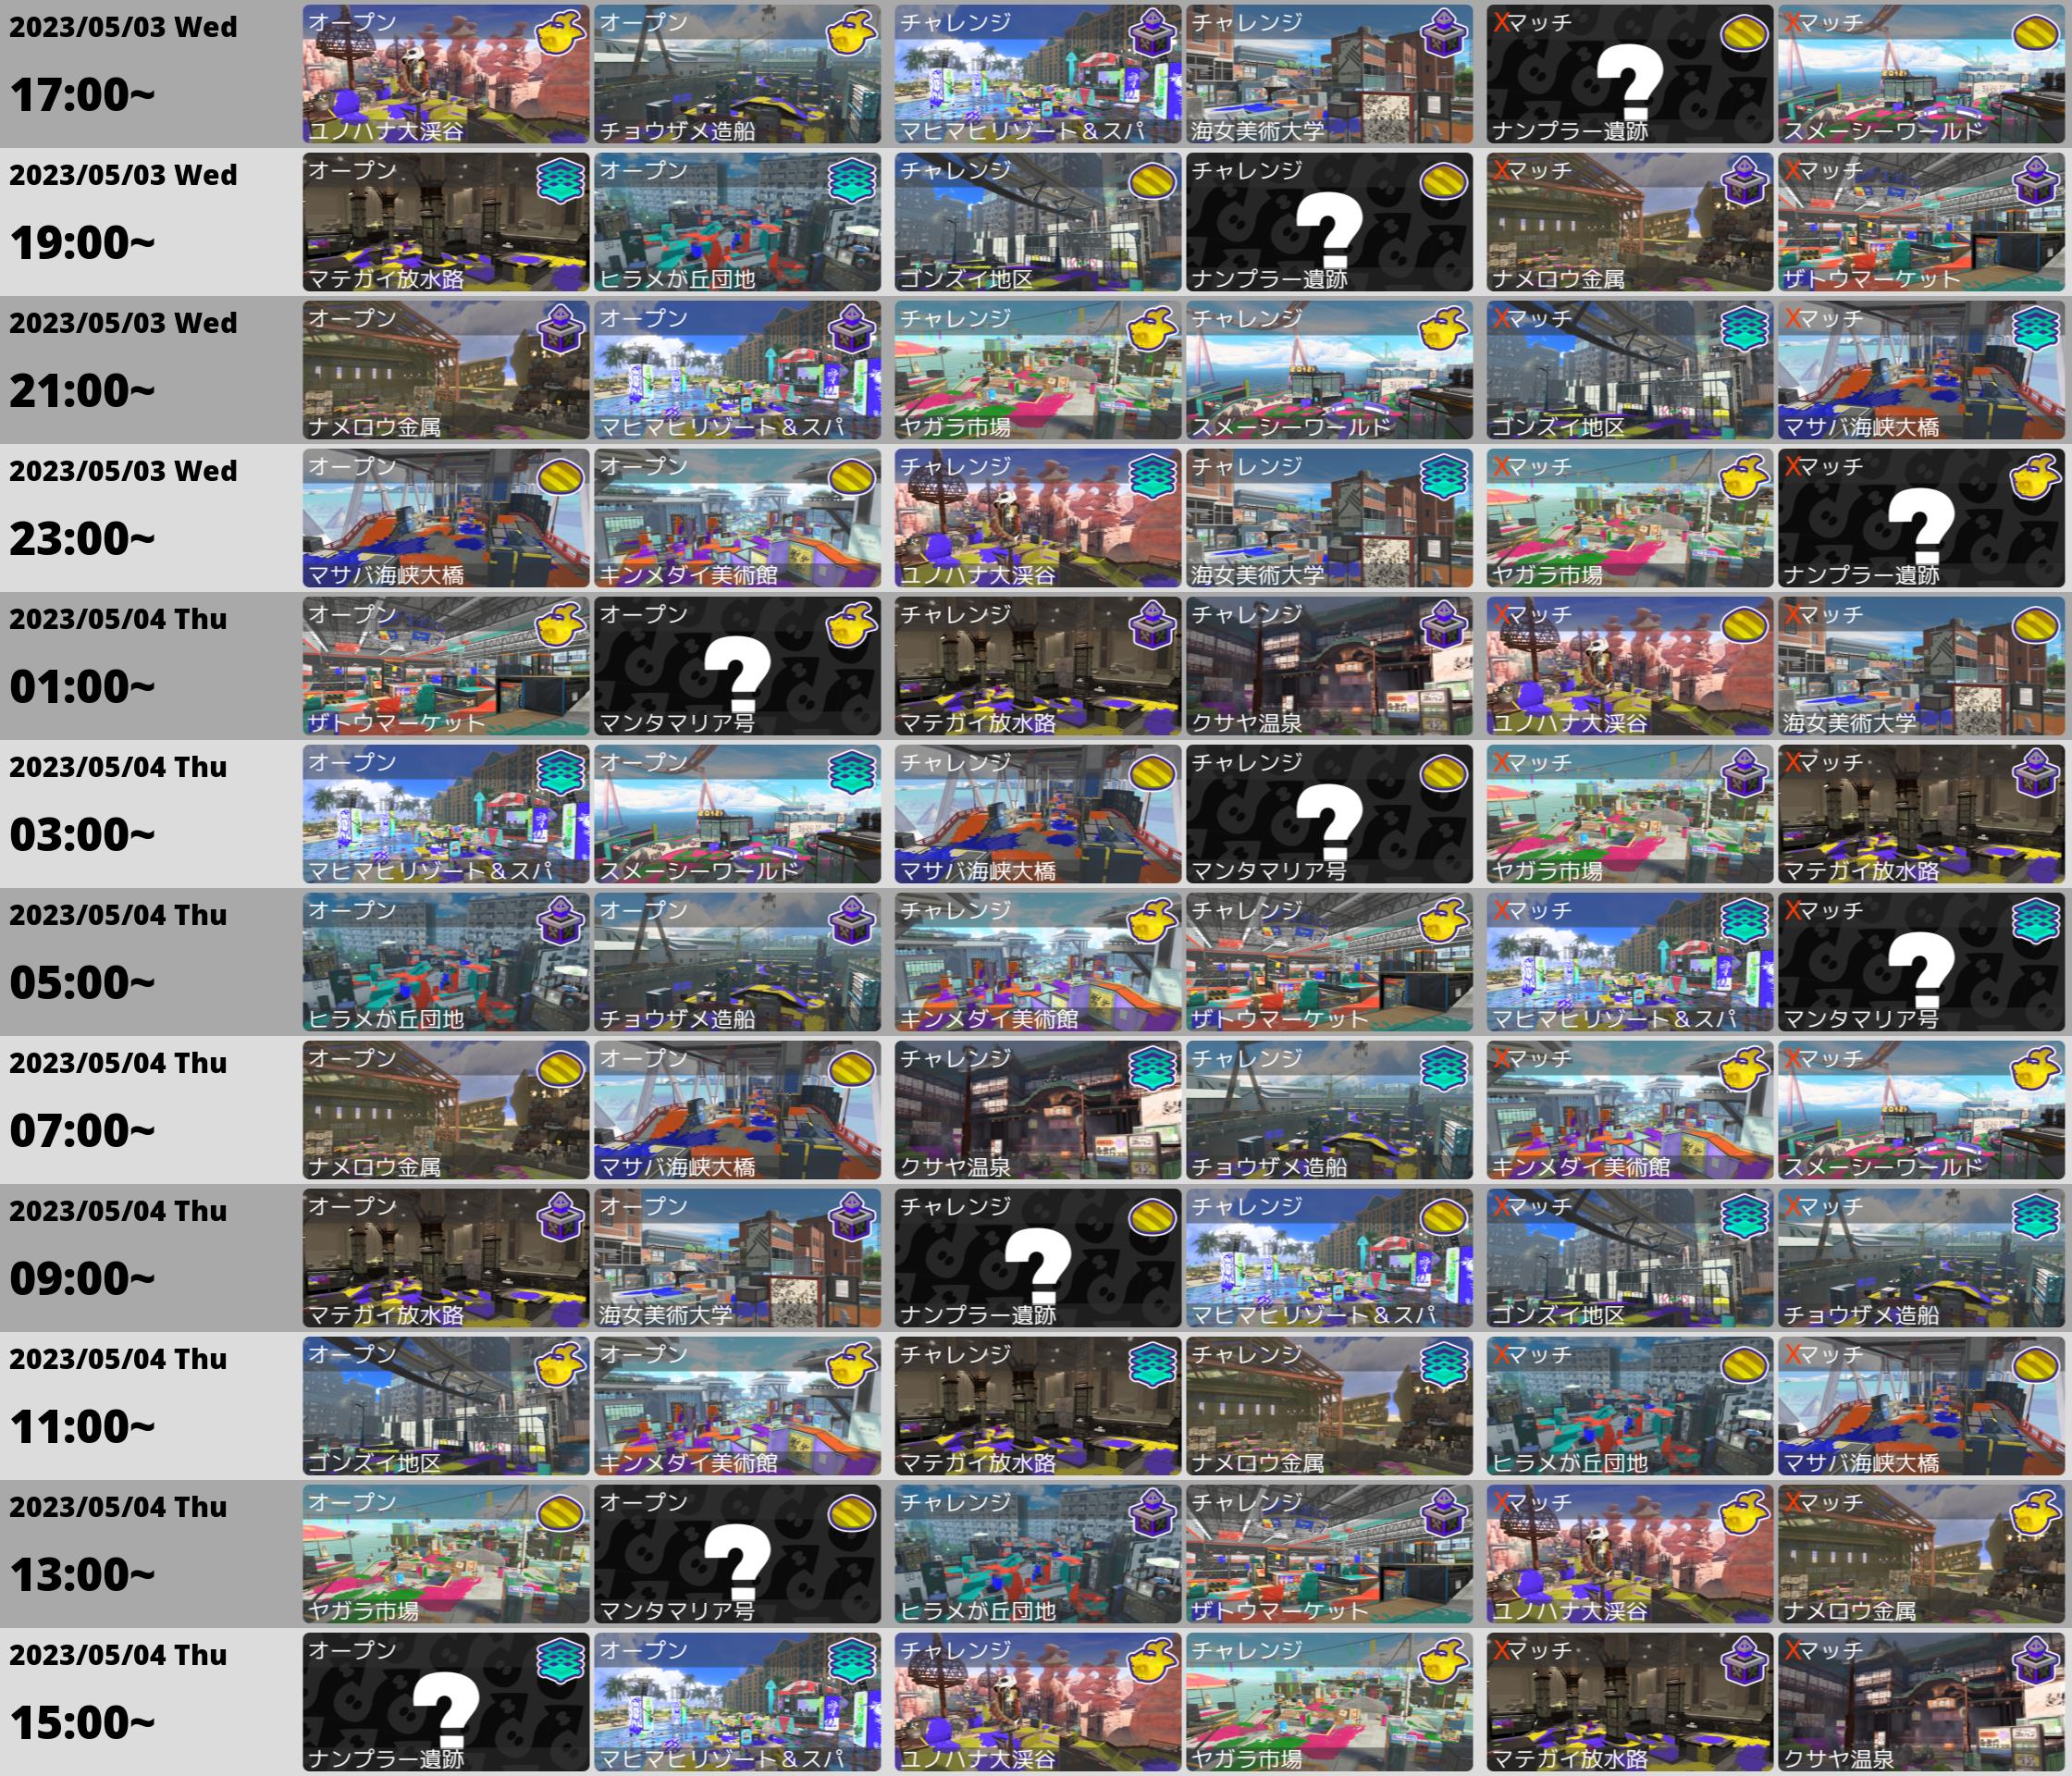 2023/05/03 Wed
17:00~
オープン
ユノハナ大渓谷
オープン
チョウザメ造船
チャレンジ
マヒマヒリゾート＆スパ
チャレンジ
海女美術大学
Xマッチ
ナンプラー遺跡
Xマッチ
スメーシーワールド
2023/05/03 Wed
19:00~
オープン
マテガイ放水路
オープン
ヒラメが丘団地
チャレンジ
ゴンズイ地区
チャレンジ
ナンプラー遺跡
Xマッチ
ナメロウ金属
Xマッチ
ザトウマーケット
2023/05/03 Wed
21:00~
オープン
ナメロウ金属
オープン
マヒマヒリゾート＆スパ
チャレンジ
ヤガラ市場
チャレンジ
スメーシーワールド
Xマッチ
ゴンズイ地区
Xマッチ
マサバ海峡大橋
2023/05/03 Wed
23:00~
オープン
マサバ海峡大橋
オープン
キンメダイ美術館
チャレンジ
ユノハナ大渓谷
チャレンジ
海女美術大学
Xマッチ
ヤガラ市場
Xマッチ
ナンプラー遺跡
2023/05/04 Thu
01:00~
オープン
ザトウマーケット
オープン
マンタマリア号
チャレンジ
マテガイ放水路
チャレンジ
クサヤ温泉
Xマッチ
ユノハナ大渓谷
Xマッチ
海女美術大学
2023/05/04 Thu
03:00~
オープン
マヒマヒリゾート＆スパ
オープン
スメーシーワールド
チャレンジ
マサバ海峡大橋
チャレンジ
マンタマリア号
Xマッチ
ヤガラ市場
Xマッチ
マテガイ放水路
2023/05/04 Thu
05:00~
オープン
ヒラメが丘団地
オープン
チョウザメ造船
チャレンジ
キンメダイ美術館
チャレンジ
ザトウマーケット
Xマッチ
マヒマヒリゾート＆スパ
Xマッチ
マンタマリア号
2023/05/04 Thu
07:00~
オープン
ナメロウ金属
オープン
マサバ海峡大橋
チャレンジ
クサヤ温泉
チャレンジ
チョウザメ造船
Xマッチ
キンメダイ美術館
Xマッチ
スメーシーワールド
2023/05/04 Thu
09:00~
オープン
マテガイ放水路
オープン
海女美術大学
チャレンジ
ナンプラー遺跡
チャレンジ
マヒマヒリゾート＆スパ
Xマッチ
ゴンズイ地区
Xマッチ
チョウザメ造船
2023/05/04 Thu
11:00~
オープン
ゴンズイ地区
オープン
キンメダイ美術館
チャレンジ
マテガイ放水路
チャレンジ
ナメロウ金属
Xマッチ
ヒラメが丘団地
Xマッチ
マサバ海峡大橋
2023/05/04 Thu
13:00~
オープン
ヤガラ市場
オープン
マンタマリア号
チャレンジ
ヒラメが丘団地
チャレンジ
ザトウマーケット
Xマッチ
ユノハナ大渓谷
Xマッチ
ナメロウ金属
2023/05/04 Thu
15:00~
オープン
ナンプラー遺跡
オープン
マヒマヒリゾート＆スパ
チャレンジ
ユノハナ大渓谷
チャレンジ
ヤガラ市場
Xマッチ
マテガイ放水路
Xマッチ
クサヤ温泉